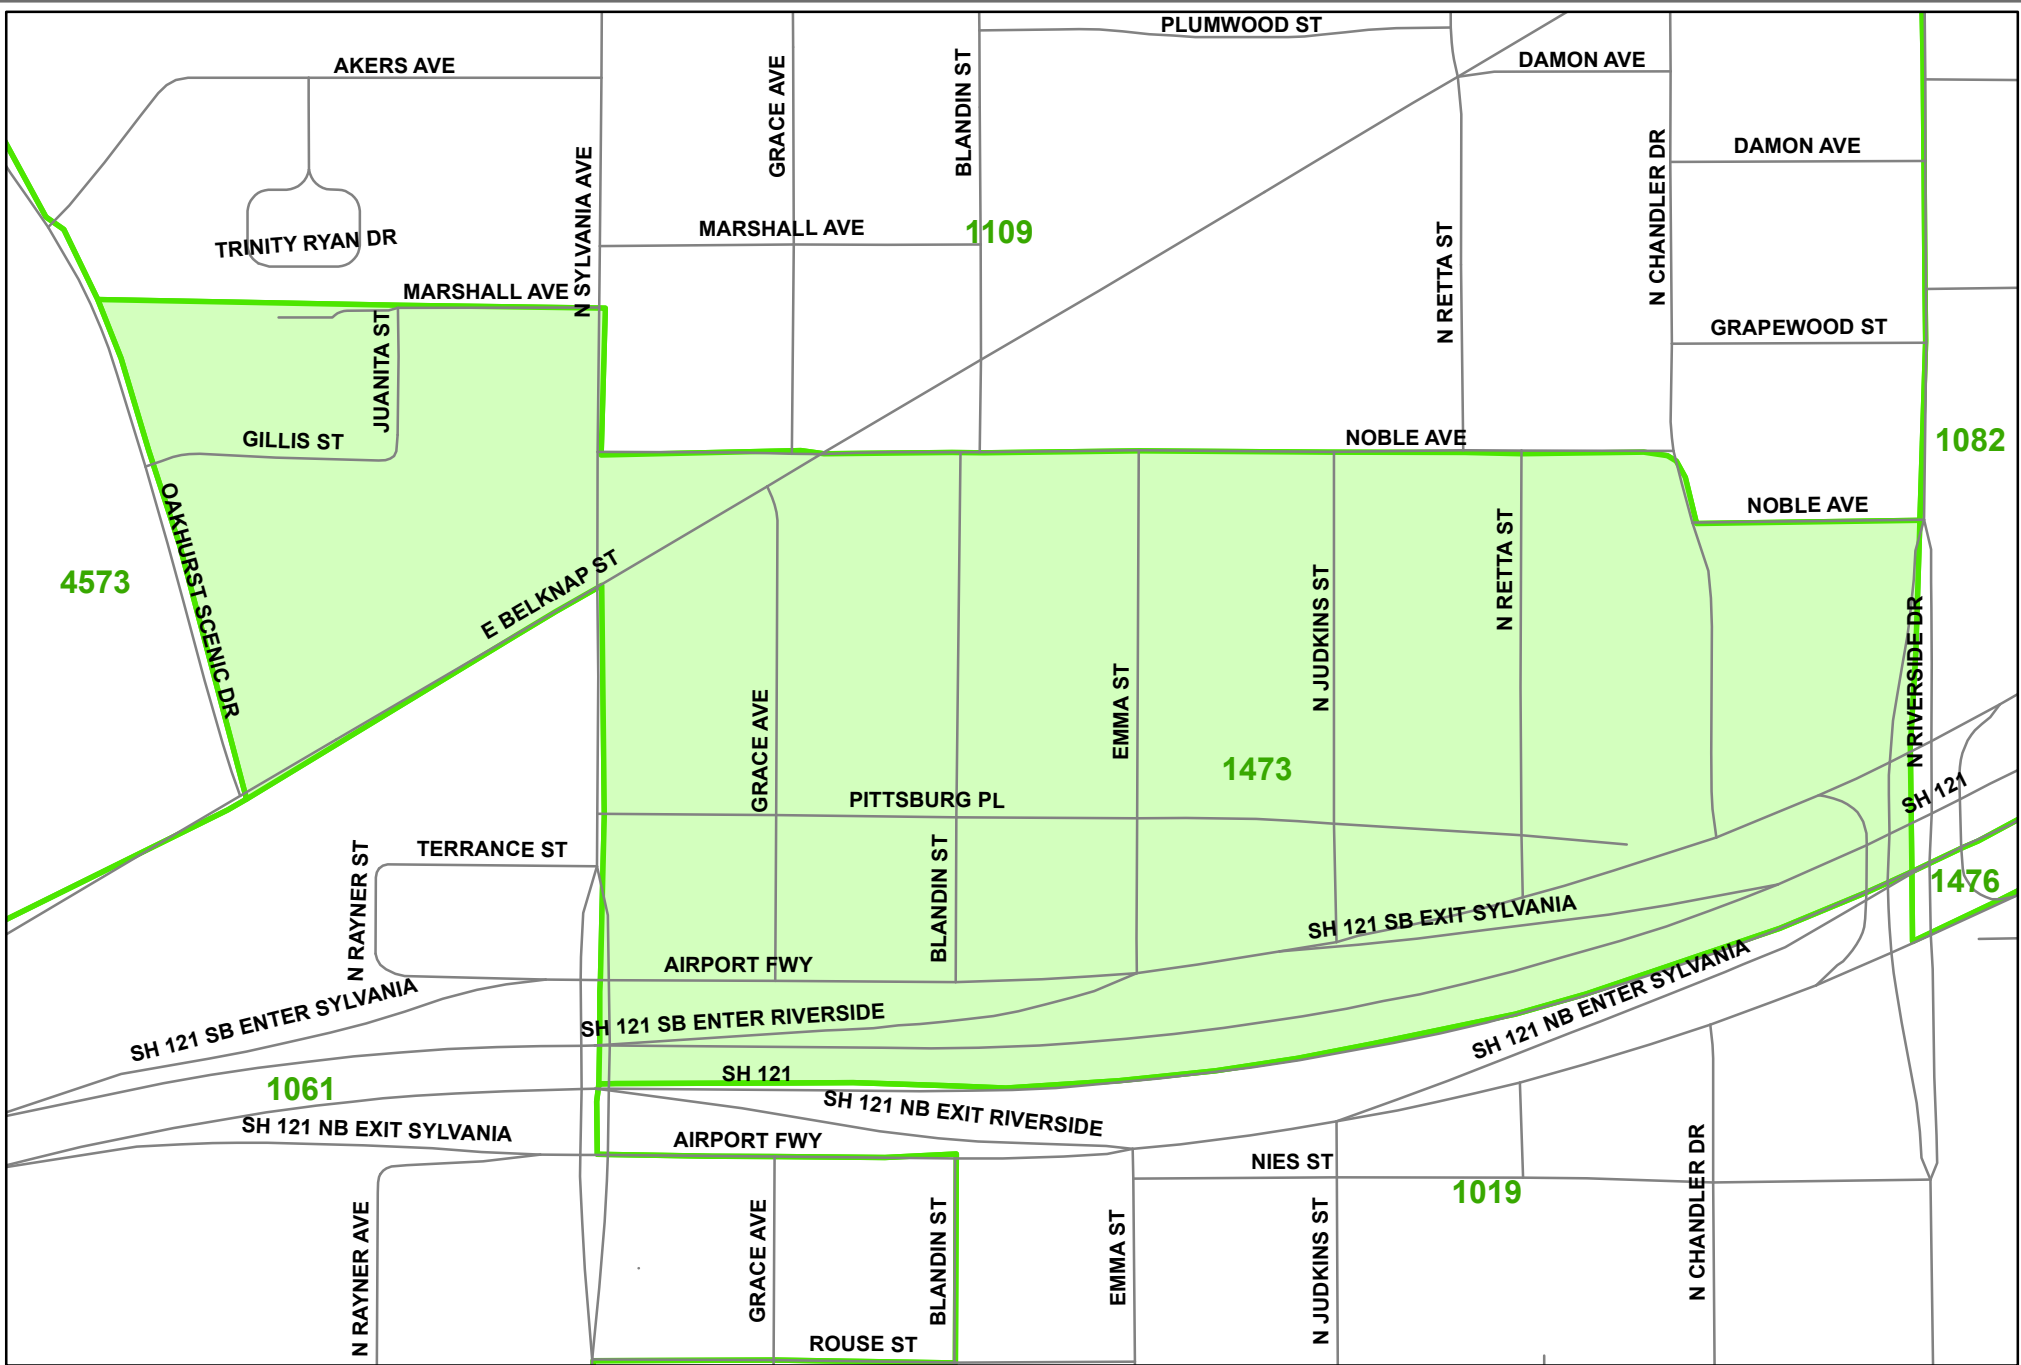 PLUMWOOD ST
AKERS AVE
DAMON AVE
GRACE AVE
BLANDIN ST
N SYLVANIA AVE
N CHANDLER DR
DAMON AVE
TRINITY RYAN DR
MARSHALL AVE
1109
N RETTA ST
MARSHALL AVE
JUANITA ST
GRAPEWOOD ST
GILLIS ST
NOBLE AVE
1082
OAKHURST SCENIC DR
NOBLE AVE
N RETTA ST
4573
E BELKNAP ST
N JUDKINS ST
N RIVERSIDE DR
EMMA ST
GRACE AVE
1473
SH 121
PITTSBURG PL
TERRANCE ST
N RAYNER ST
BLANDIN ST
1476
SH 121 SB EXIT SYLVANIA
AIRPORT FWY
SH 121 SB ENTER SYLVANIA
SH 121 SB ENTER RIVERSIDE
SH 121 NB ENTER SYLVANIA
SH 121
1061
SH 121 NB EXIT RIVERSIDE
SH 121 NB EXIT SYLVANIA
AIRPORT FWY
NIES ST
1019
N CHANDLER DR
N RAYNER AVE
GRACE AVE
BLANDIN ST
EMMA ST
N JUDKINS ST
ROUSE ST